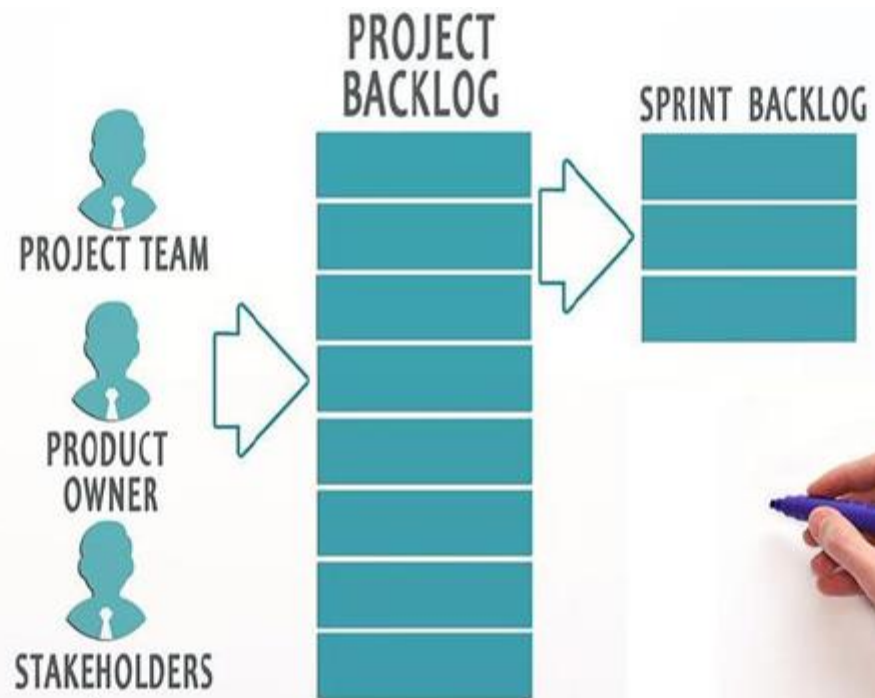 PROJECT
BACKLOG
SPRINT BACKLOG
PROJECT TEAM
PRODUCT
OWNER
STAKEHOLDERS